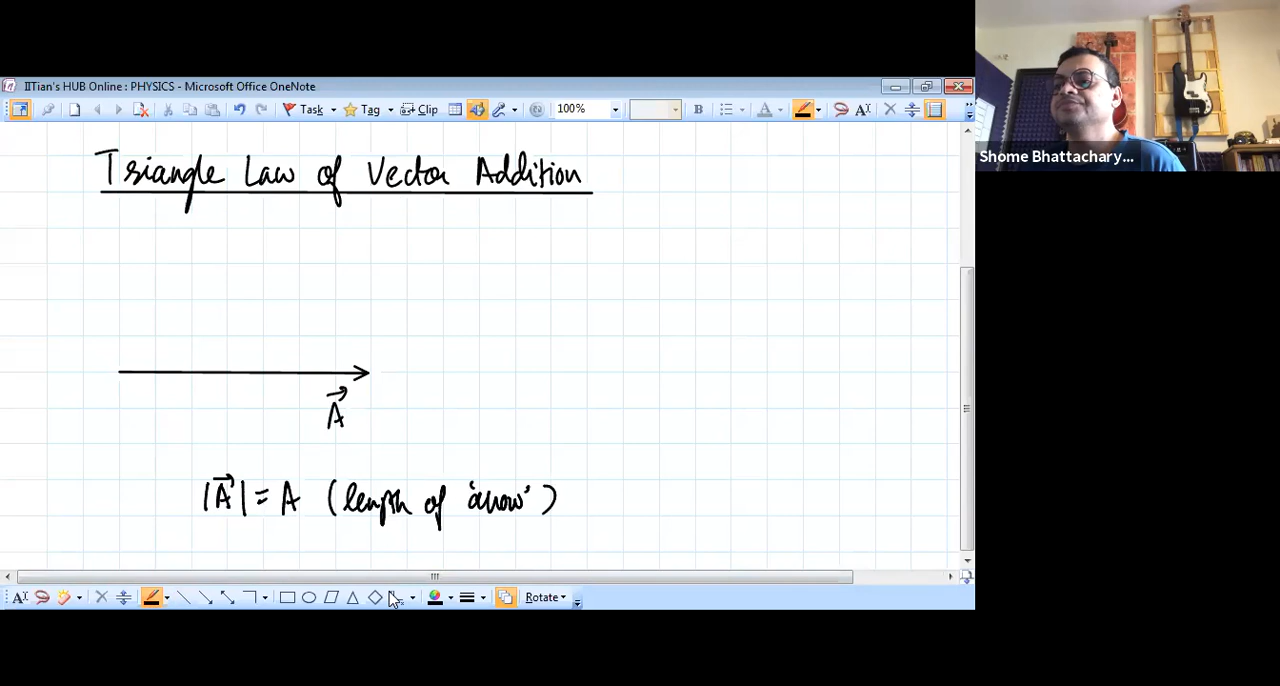 IITian's HUB Online : PHYSICS - Microsoft Office OneNote
Task Tag Clip 100% B A A
Triangle Law of Vector Addition
A⃗
|A⃗| = A (length of 'arrow')
A Rotate
Shome Bhattachary...